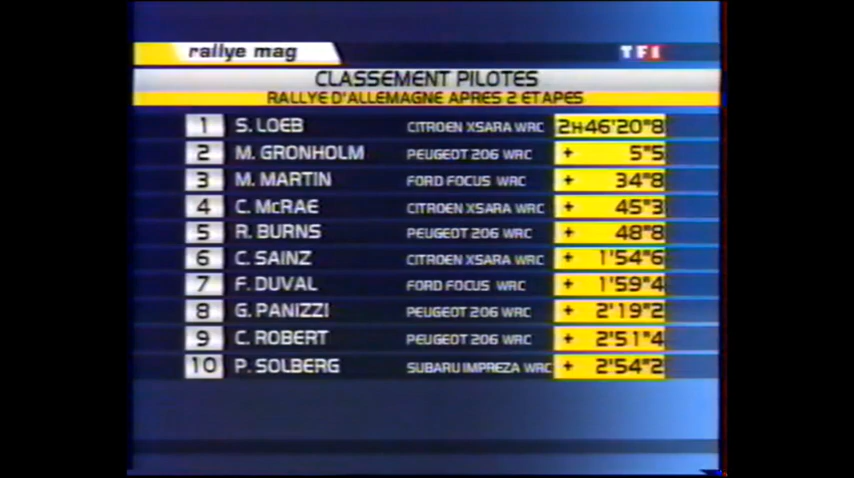 rallye mag TF1
CLASSEMENT PILOTES
RALLYE D'ALLEMAGNE APRES 2 ETAPES
1 S. LOEB CITROEN XSARA WRC 2H46'20"8
2 M. GRONHOLM PEUGEOT 206 WRC + 5"5
3 M. MARTIN FORD FOCUS WRC + 34"8
4 C. McRAE CITROEN XSARA WRC + 45"3
5 R. BURNS PEUGEOT 206 WRC + 48"8
6 C. SAINZ CITROEN XSARA WRC + 1'54"6
7 F. DUVAL FORD FOCUS WRC + 1'59"4
8 G. PANIZZI PEUGEOT 206 WRC + 2'19"2
9 C. ROBERT PEUGEOT 206 WRC + 2'51"4
10 P. SOLBERG SUBARU IMPREZA WRC + 2'54"2